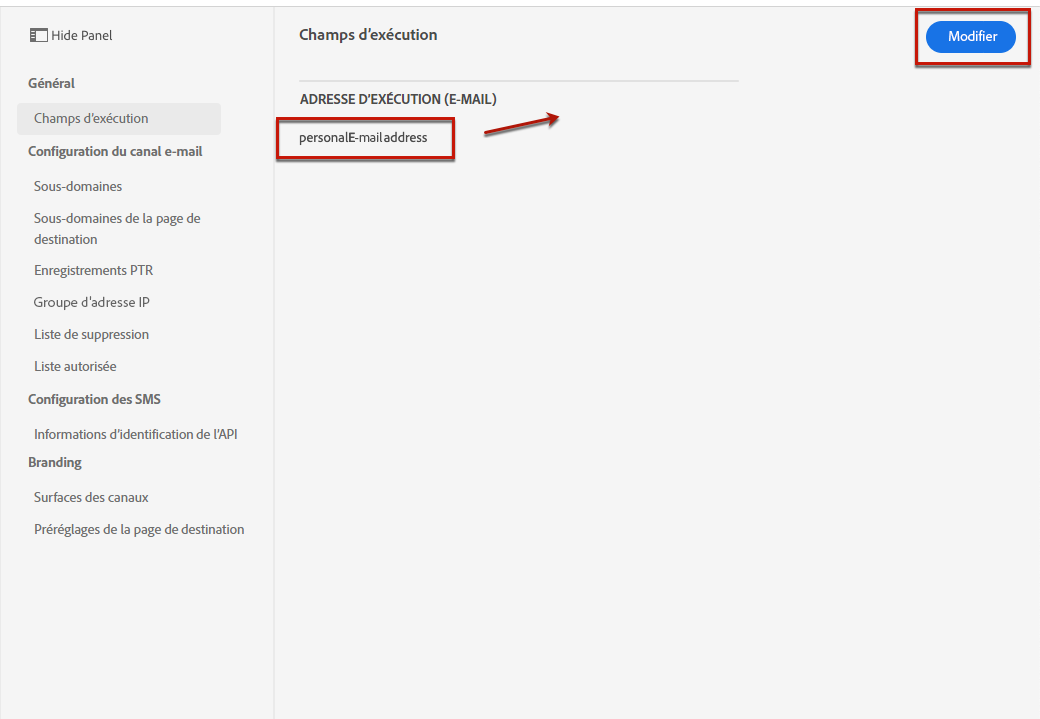 Hide Panel
Général
Champs d'exécution
Configuration du canal e-mail
Sous-domaines
Sous-domaines de la page de
destination
Enregistrements PTR
Groupe d'adresse IP
Liste de suppression
Liste autorisée
Configuration des SMS
Informations d'identification de l'API
Branding
Surfaces des canaux
Préréglages de la page de destination
Champs d'exécution
Modifier
ADRESSE D'EXÉCUTION (E-MAIL)
personalE-mail address